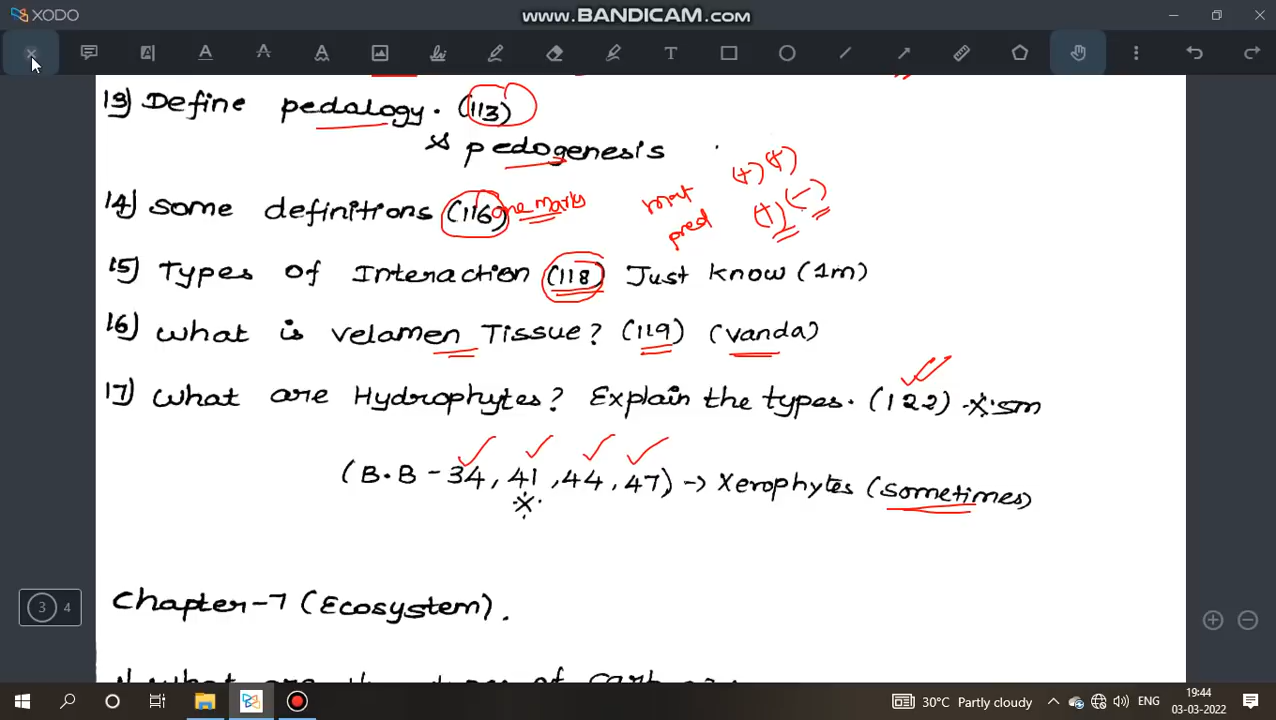 XODO
www.BANDICAM.com
13) Define pedalogy. (113)
※ pedogenesis
(+) (+)
14) Some definitions (116) one marks
mut
pred
(+) (-)
15) Types of Interaction (118) Just know (1m)
16) What is velamen Tissue? (119) (vanda)
17) What are Hydrophytes? Explain the types. (122) ※ 5m
(B.B - 34, 41, 44, 47) -> Xerophytes (sometimes)
※
Chapter-7 (Ecosystem).
3 4
30°C Partly cloudy
ENG
19:44
03-03-2022